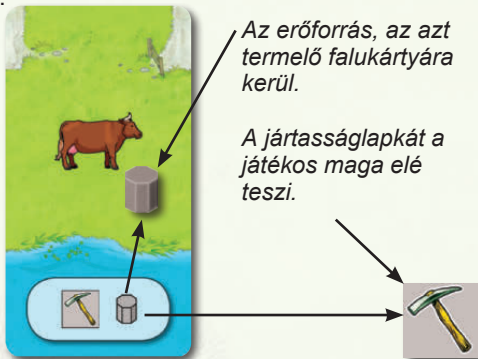 Az erőforrás, az azt
termelő falukártyára
kerül.
A jártasságlapkát a
játékos maga elé
teszi.